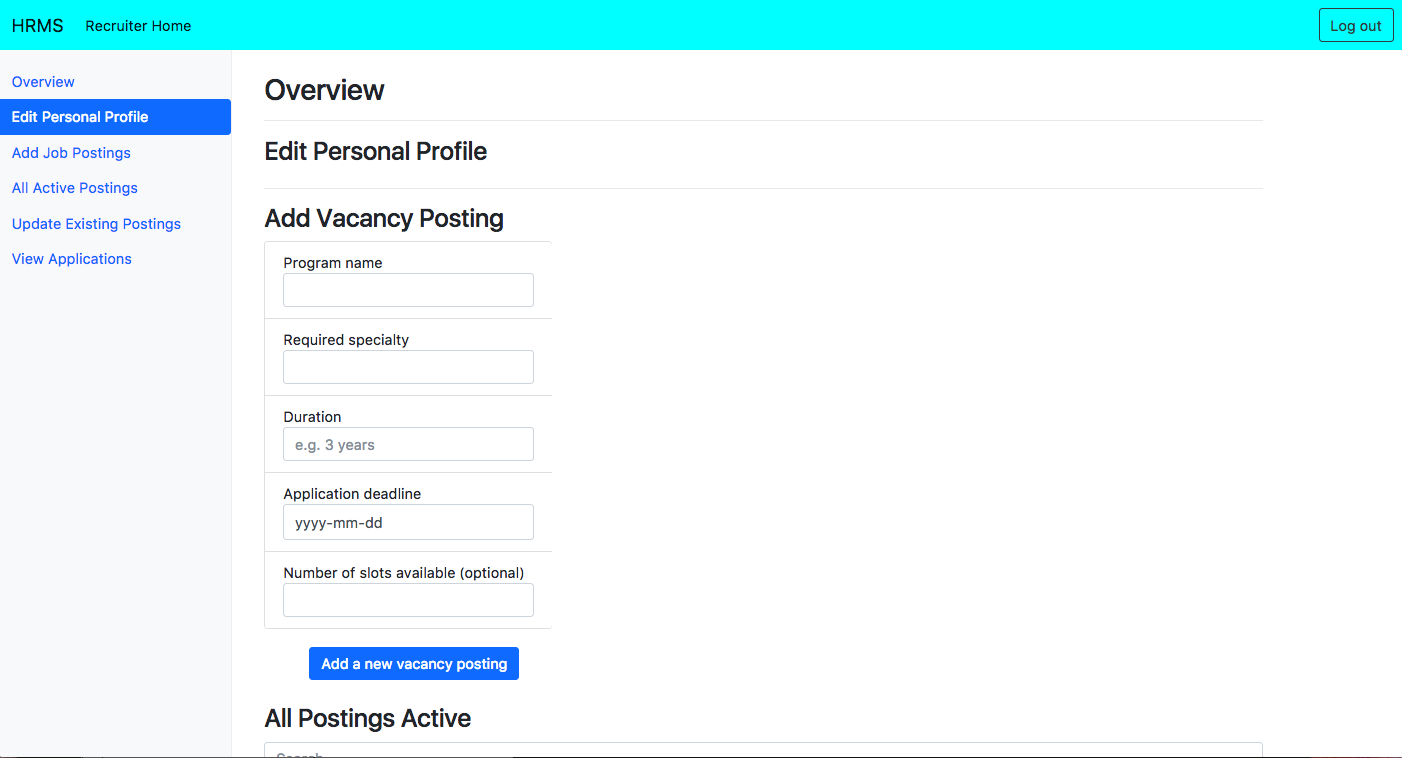 HRMS Recruiter Home Log out
Overview
Edit Personal Profile
Add Job Postings
All Active Postings
Update Existing Postings
View Applications
Overview
Edit Personal Profile
Add Vacancy Posting
Program name
Required specialty
Duration
e.g. 3 years
Application deadline
yyyy-mm-dd
Number of slots available (optional)
Add a new vacancy posting
All Postings Active
Search